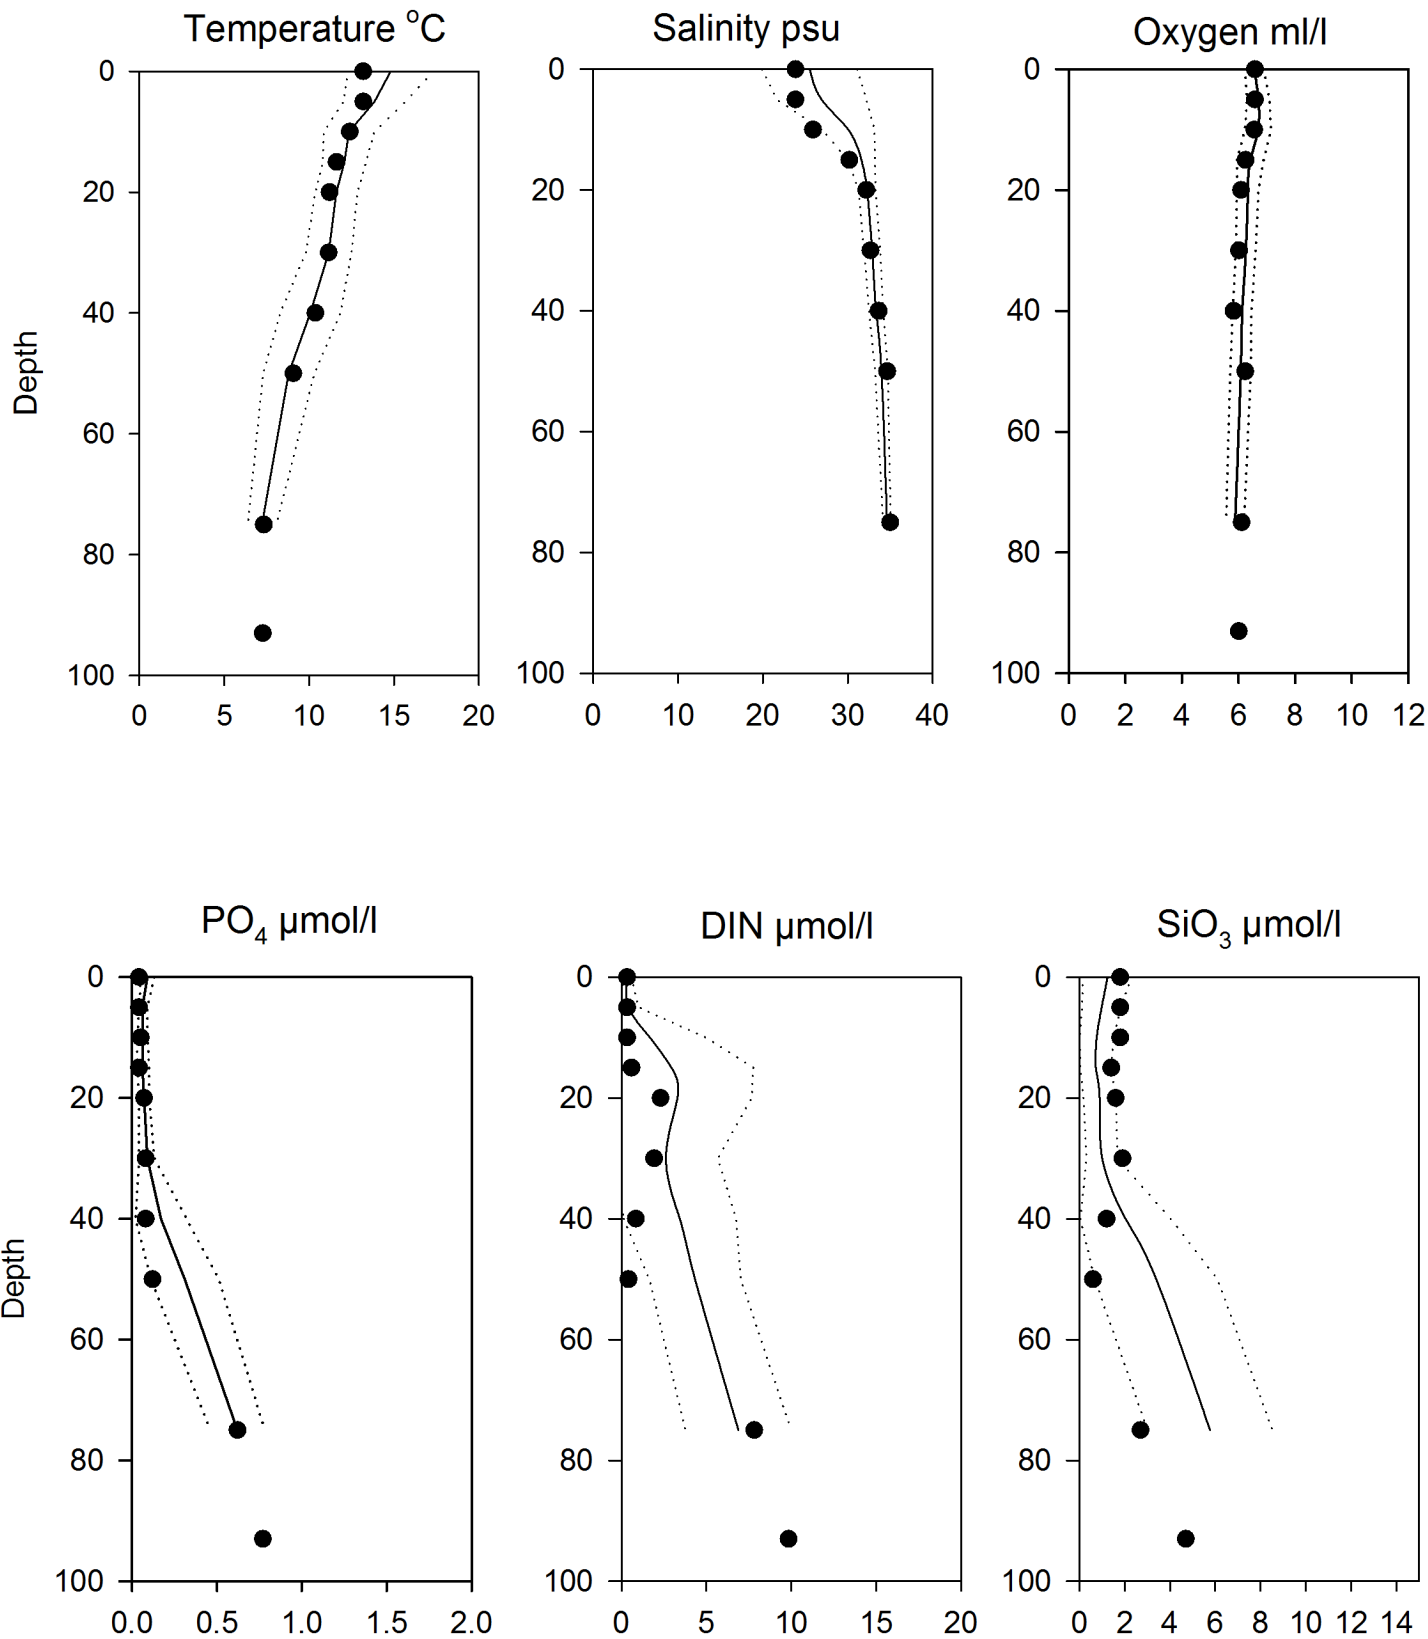 Temperature °C
Salinity psu
Oxygen ml/l
0
20
40
60
80
100
Depth
0 5 10 15 20
0
20
40
60
80
100
0 10 20 30 40
0
20
40
60
80
100
0 2 4 6 8 10 12
PO₄ µmol/l
DIN µmol/l
SiO₃ µmol/l
0
20
40
60
80
100
Depth
0.0 0.5 1.0 1.5 2.0
0
20
40
60
80
100
0 5 10 15 20
0
20
40
60
80
100
0 2 4 6 8 10 12 14